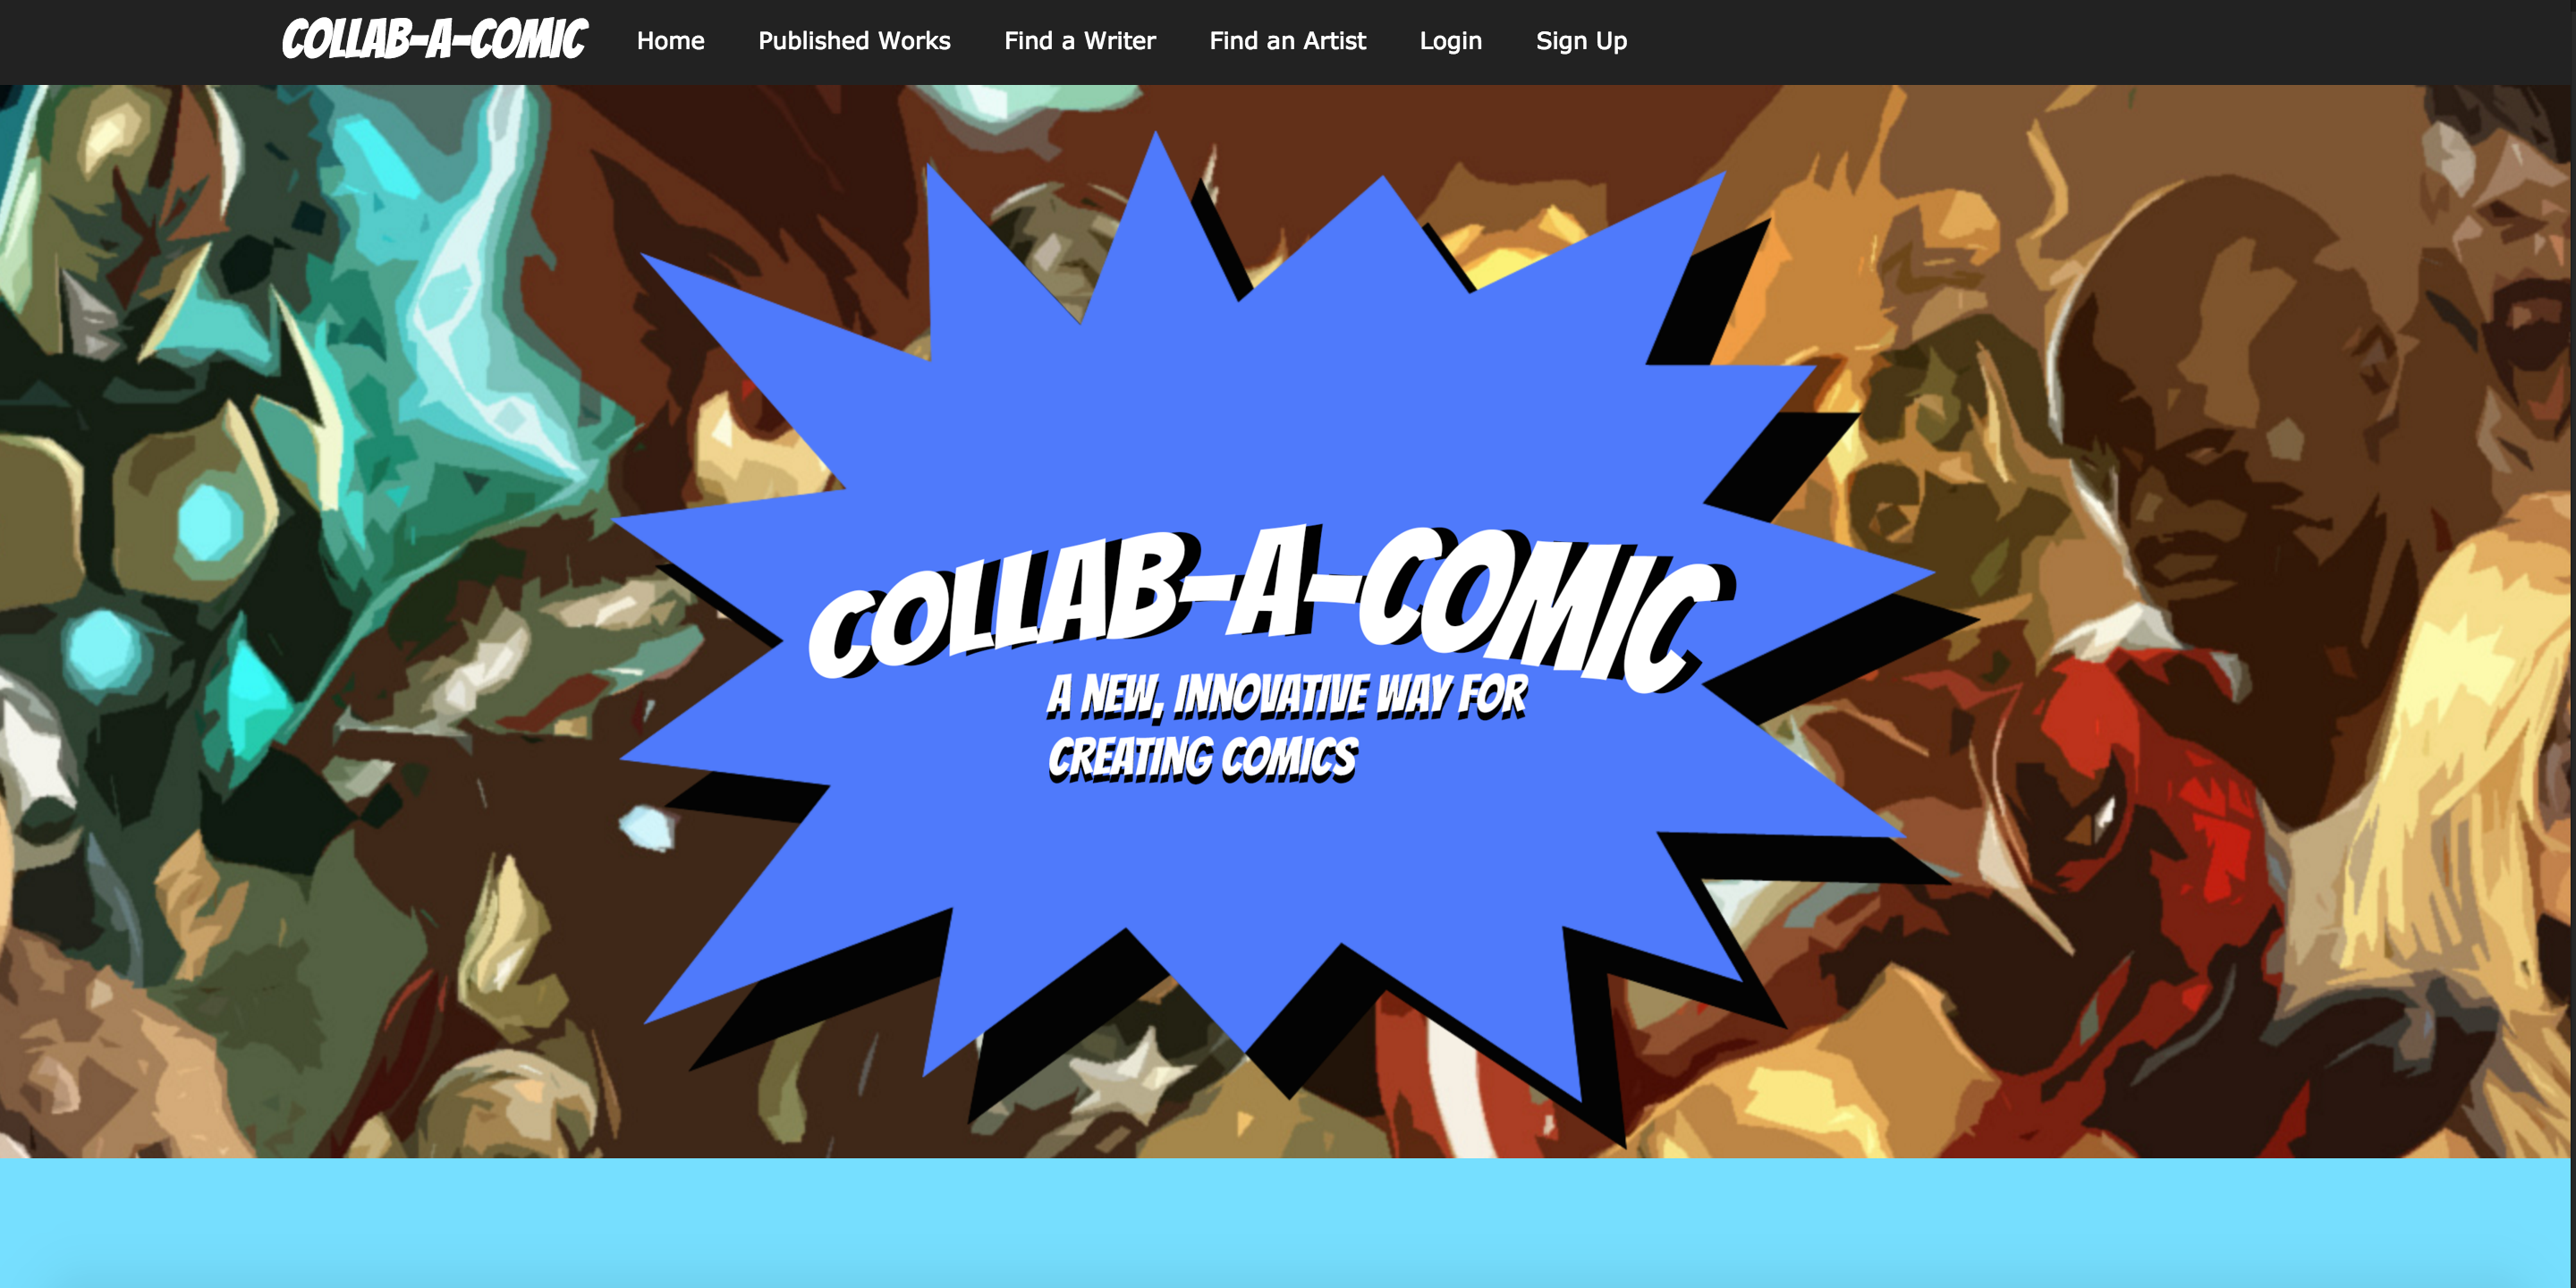 COLLAB-A-COMIC Home Published Works Find a Writer Find an Artist Login Sign Up
COLLAB-A-COMIC
A NEW, INNOVATIVE WAY FOR
CREATING COMICS